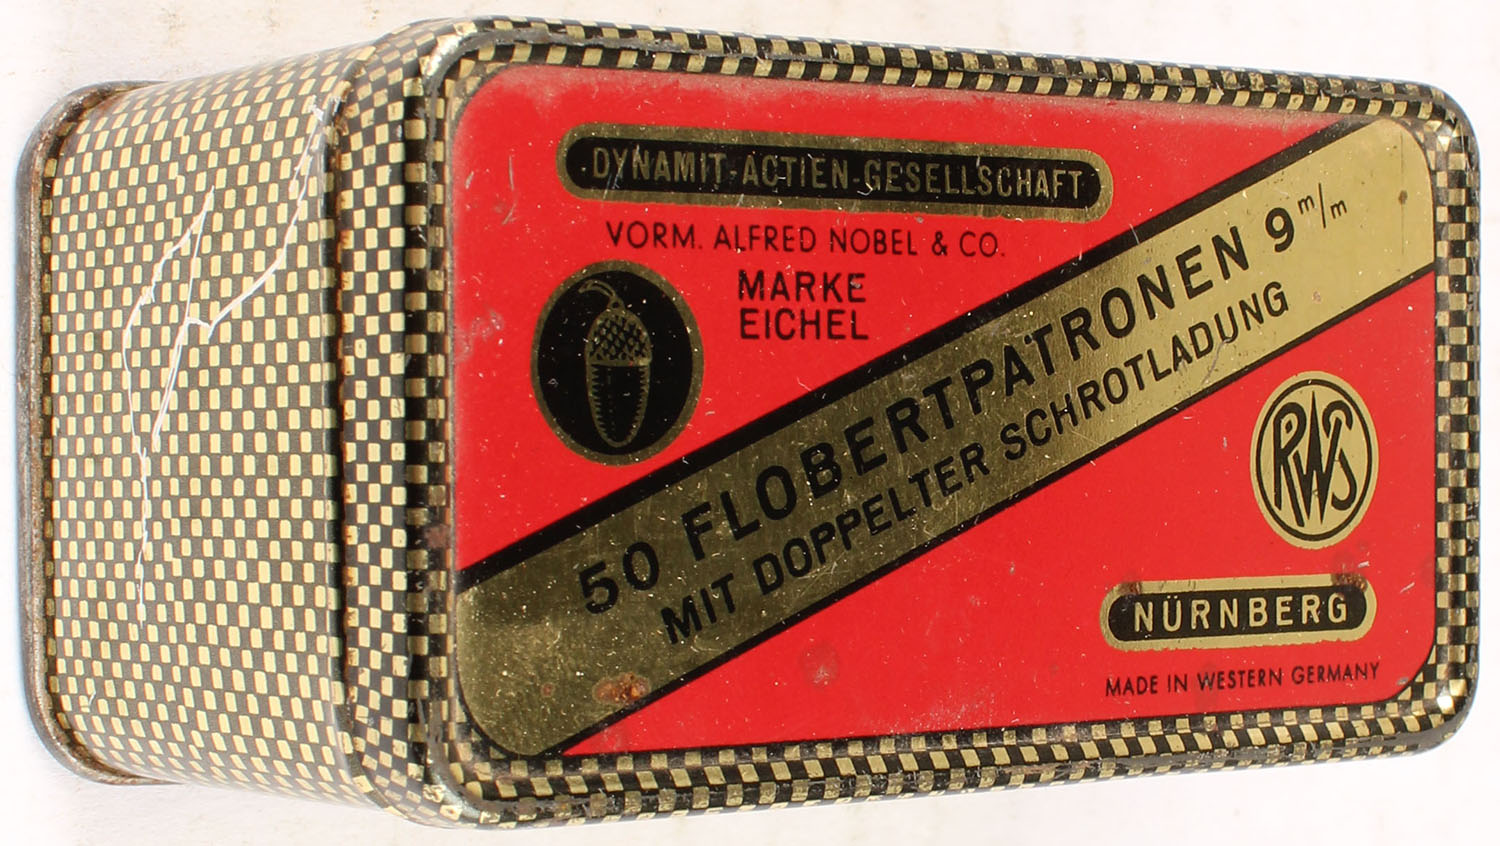 DYNAMIT-ACTIEN-GESELLSCHAFT
VORM. ALFRED NOBEL & CO.
MARKE
EICHEL
50 FLOBERTPATRONEN 9 m/m
MIT DOPPELTER SCHROTLADUNG
RWS
NÜRNBERG
MADE IN WESTERN GERMANY